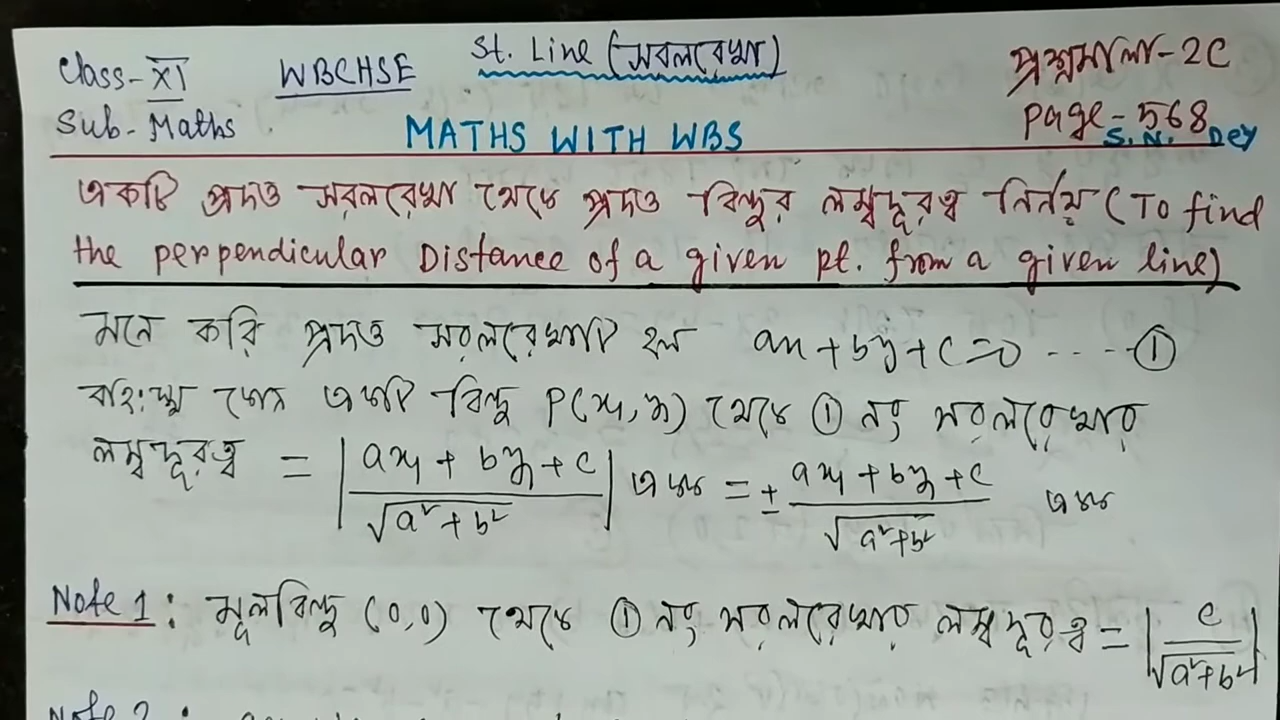 Class-XI WBCHSE St. Line (সরলরেখা) প্রশ্নমালা-2C
Sub-Maths MATHS WITH WBS Page-568 S.N. Dey
একটি প্রদত্ত সরলরেখা থেকে প্রদত্ত বিন্দুর লম্বদূরত্ব নির্নয় (To find
the perpendicular Distance of a given pt. from a given line)
মনে করি প্রদত্ত সরলরেখাটি হল ax+by+c=0 ----①
বহিঃস্থ কোন একটি বিন্দু P(x₁,y₁) থেকে ① নং সরলরেখার
লম্বদূরত্ব = |(ax₁+by₁+c)/√(a²+b²)| একক = ± (ax₁+by₁+c)/√(a²+b²) একক
Note 1: মূলবিন্দু (0,0) থেকে ① নং সরলরেখার লম্বদূরত্ব = |c/√(a²+b²)|